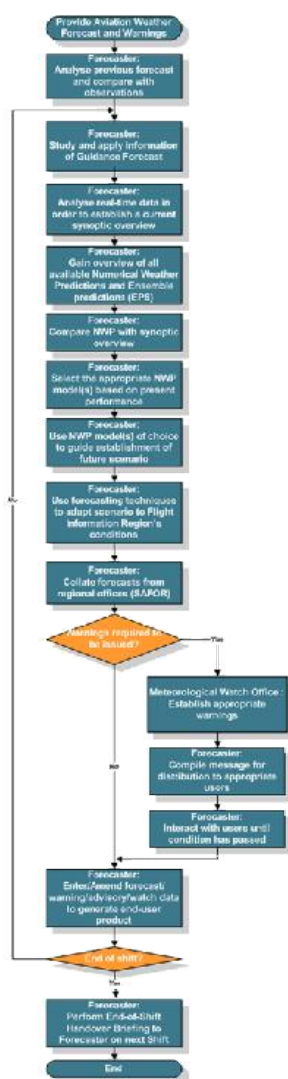 Provide Aviation Weather
Forecast and Warnings
Forecaster:
Analyse previous forecast
and compare with
observations
Forecaster:
Study and apply information
of Guidance Forecast
Forecaster:
Analyse real-time data in
order to establish a current
synoptic overview
Forecaster:
Gain overview of all
available Numerical Weather
Predictions and Ensemble
predictions (EPS)
Forecaster:
Compare NWP with synoptic
overview
Forecaster:
Select the appropriate NWP
model(s) based on present
performance
Forecaster:
Use NWP model(s) of choice
to guide establishment of
future scenario
Forecaster:
Use forecasting techniques
to adapt scenario to Flight
Information Region's
conditions
Forecaster:
Collate forecasts from
regional offices (SAFOR)
Warnings required to
be issued?
Yes
Meteorological Watch Office :
Establish appropriate
warnings
Forecaster:
Compile message for
distribution to appropriate
users
Forecaster:
Interact with users until
condition has passed
No
No
Forecaster:
Enter/Amend forecast/
warning/advisory/watch data
to generate end-user
product
End of shift?
Yes
Forecaster:
Perform End-of-Shift
Handover Briefing to
Forecaster on next Shift
End